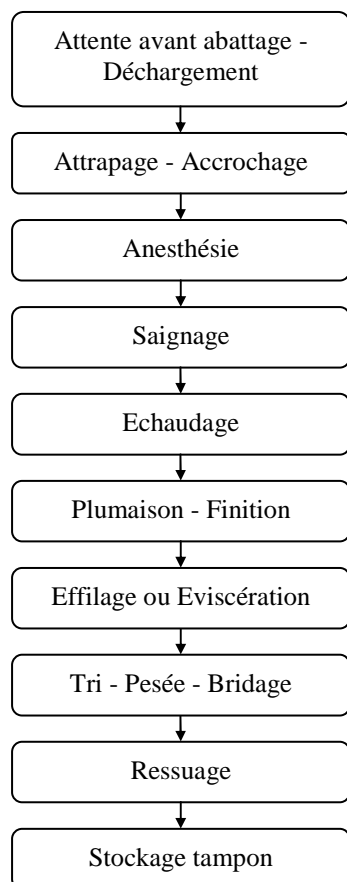 Attente avant abattage -
Déchargement
Attrapage - Accrochage
Anesthésie
Saignage
Echaudage
Plumaison - Finition
Effilage ou Eviscération
Tri - Pesée - Bridage
Ressuage
Stockage tampon